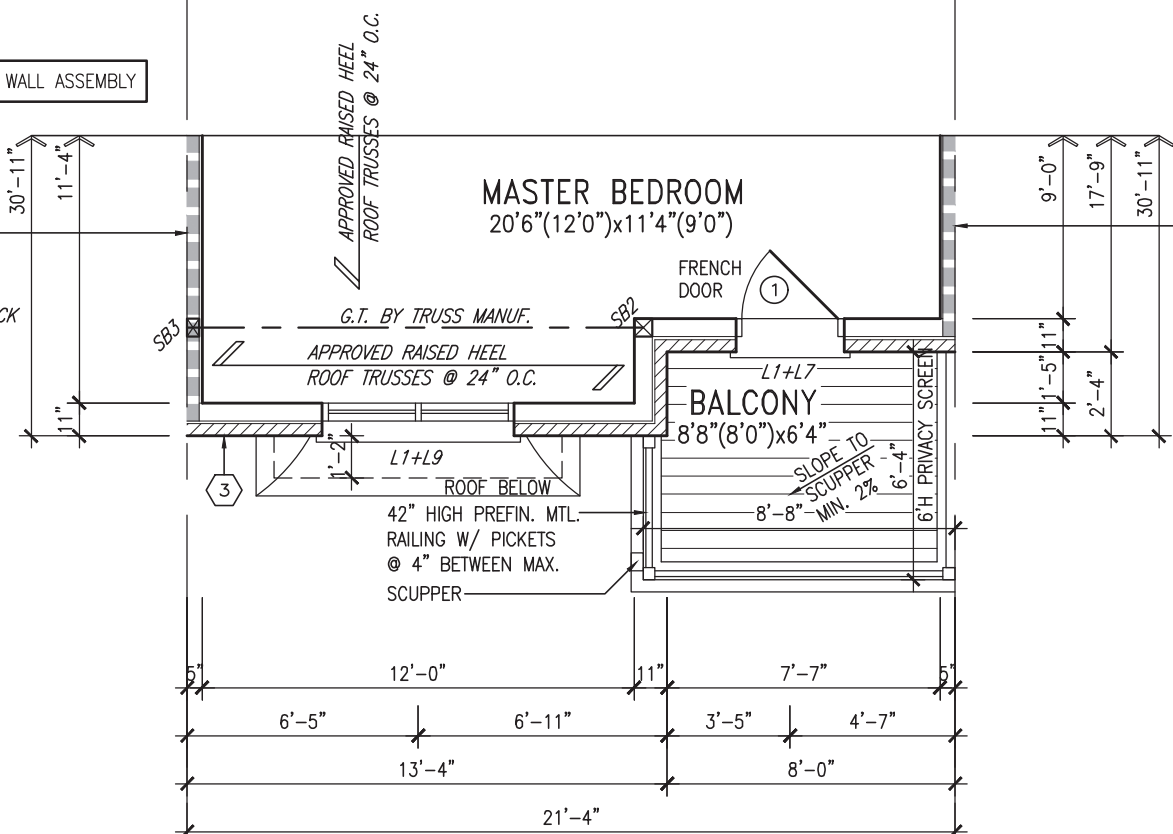 WALL ASSEMBLY
APPROVED RAISED HEEL
ROOF TRUSSES @ 24" O.C.
30'-11"
11'-4"
11"
MASTER BEDROOM
20'6"(12'0")x11'4"(9'0")
FRENCH
DOOR
1
9'-0"
17'-9"
30'-11"
11"
1'-5"
11"
2'-4"
SB3
G.T. BY TRUSS MANUF.
SB2
APPROVED RAISED HEEL
ROOF TRUSSES @ 24" O.C.
L1+L7
BALCONY
8'8"(8'0")x6'4"
SLOPE TO
SCUPPER
MIN. 2%
6'-4"
6'H PRIVACY SCREEN
8'-8"
3
1'-2"
L1+L9
ROOF BELOW
42" HIGH PREFIN. MTL.
RAILING W/ PICKETS
@ 4" BETWEEN MAX.
SCUPPER
5"
12'-0"
11"
7'-7"
5"
6'-5"
6'-11"
3'-5"
4'-7"
13'-4"
8'-0"
21'-4"